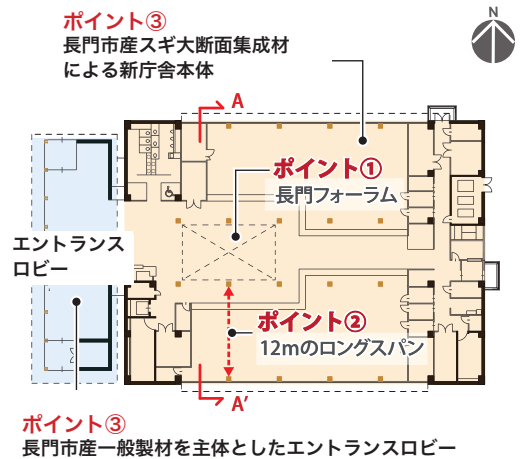 ポイント③
長門市産スギ大断面集成材
による新庁舎本体
N
A
ポイント①
長門フォーラム
エントランス
ロビー
ポイント②
12mのロングスパン
A′
ポイント③
長門市産一般製材を主体としたエントランスロビー